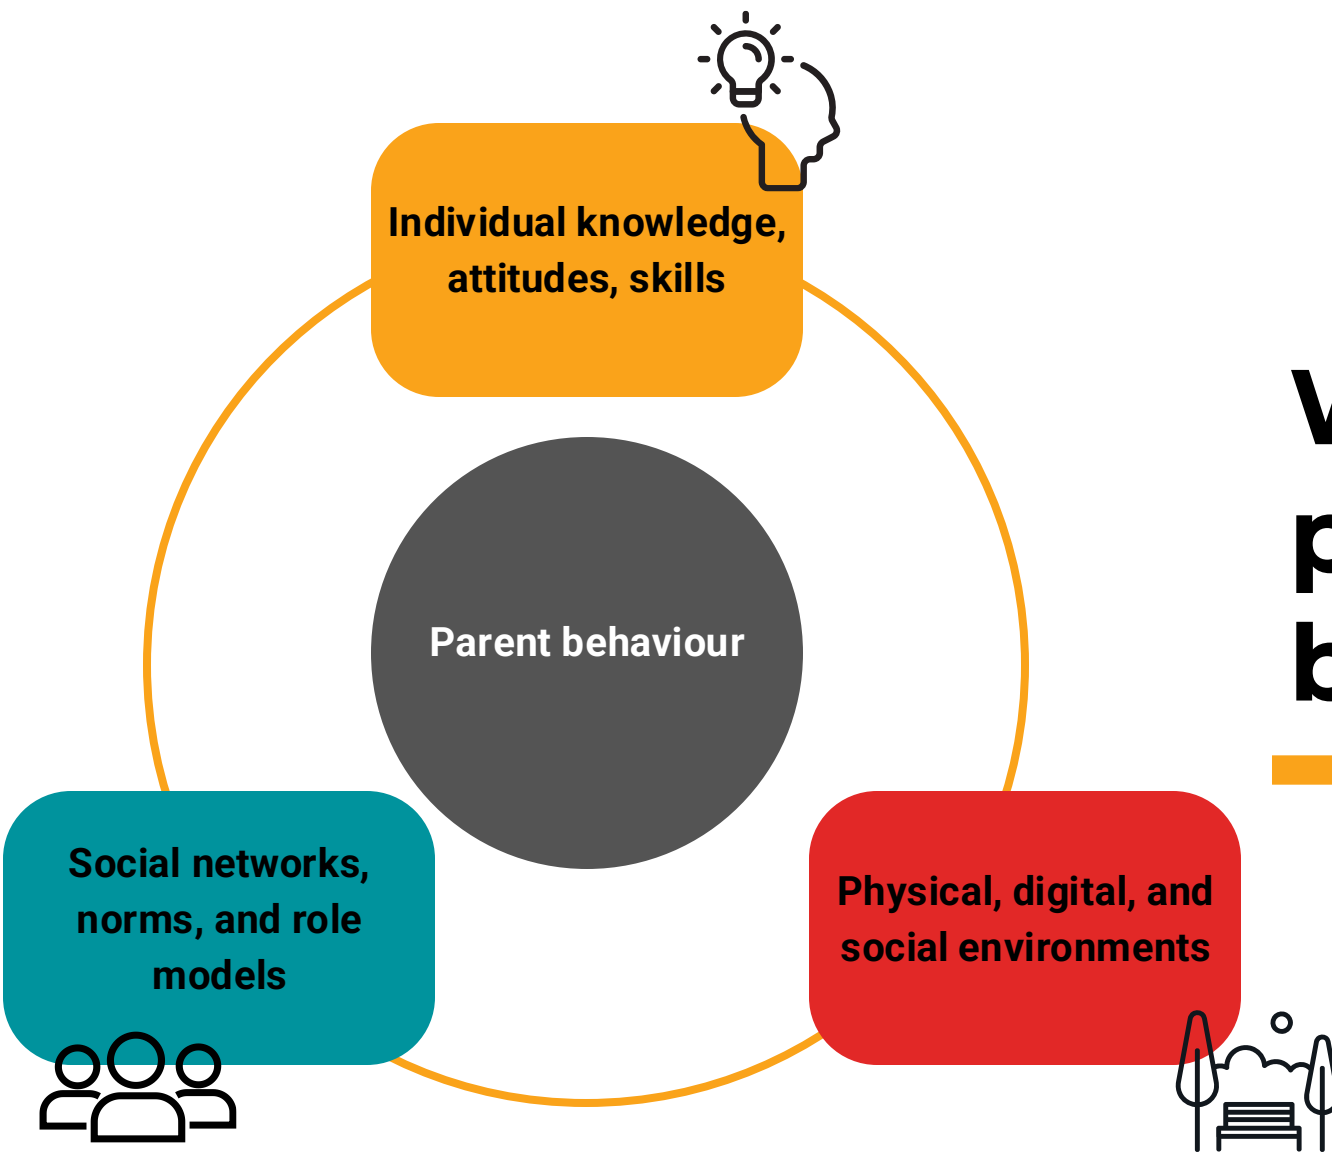 Individual knowledge,
attitudes, skills
Parent behaviour
Social networks,
norms, and role
models
Physical, digital, and
social environments